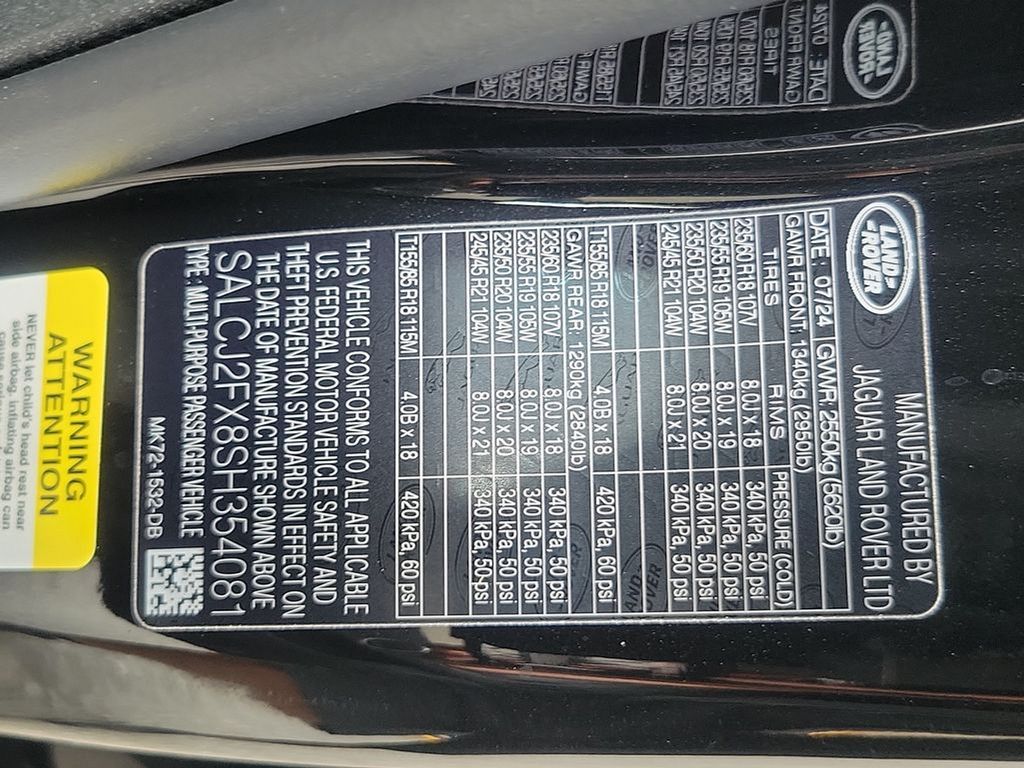 LAND
ROVER
MANUFACTURED BY
JAGUAR LAND ROVER LTD
DATE: 07/24 GVWR 2550kg (5620lb)
GAWR FRONT: 1340kg (2950lb)
TIRES RIMS PRESSURE (COLD)
235/60 R18 107V 8.0J x 18 340 kPa, 50 psi
235/55 R19 105W 8.0J x 19 340 kPa, 50 psi
235/50 R20 104W 8.0J x 20 340 kPa, 50 psi
245/45 R21 104W 8.0J x 21 340 kPa, 50 psi
T155/85 R18 115M 4.0B x 18 420 kPa, 60 psi
GAWR REAR: 1290kg (2840lb)
235/60 R18 107V 8.0J x 18 340 kPa, 50 psi
235/55 R19 105W 8.0J x 19 340 kPa, 50 psi
235/50 R20 104W 8.0J x 20 340 kPa, 50 psi
245/45 R21 104W 8.0J x 21 340 kPa, 50 psi
T155/85 R18 115M 4.0B x 18 420 kPa, 60 psi
THIS VEHICLE CONFORMS TO ALL APPLICABLE
U.S. FEDERAL MOTOR VEHICLE SAFETY AND
THEFT PREVENTION STANDARDS IN EFFECT ON
THE DATE OF MANUFACTURE SHOWN ABOVE
SALCJ2FX8SH354081
TYPE: MULTI-PURPOSE PASSENGER VEHICLE
MK72-1532-DB
WARNING
ATTENTION
NEVER let child's head rest near
side airbag, inflating airbag can